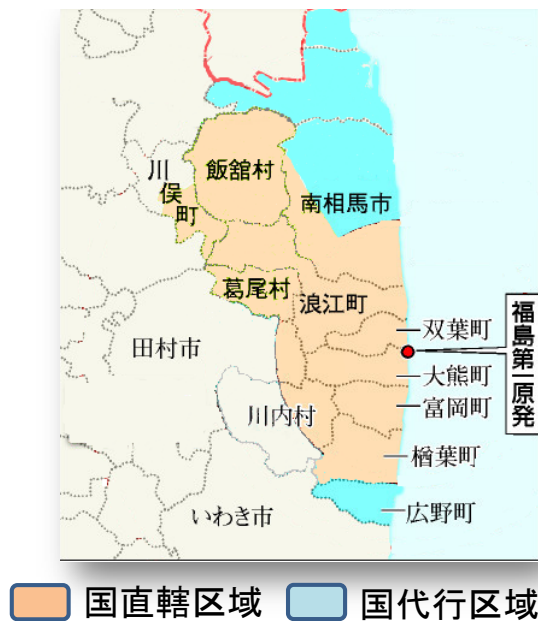 飯舘村
川
俣
町
南相馬市
葛尾村
浪江町
双葉町
福島第一原発
田村市
大熊町
富岡町
川内村
楢葉町
いわき市
広野町
国直轄区域
国代行区域